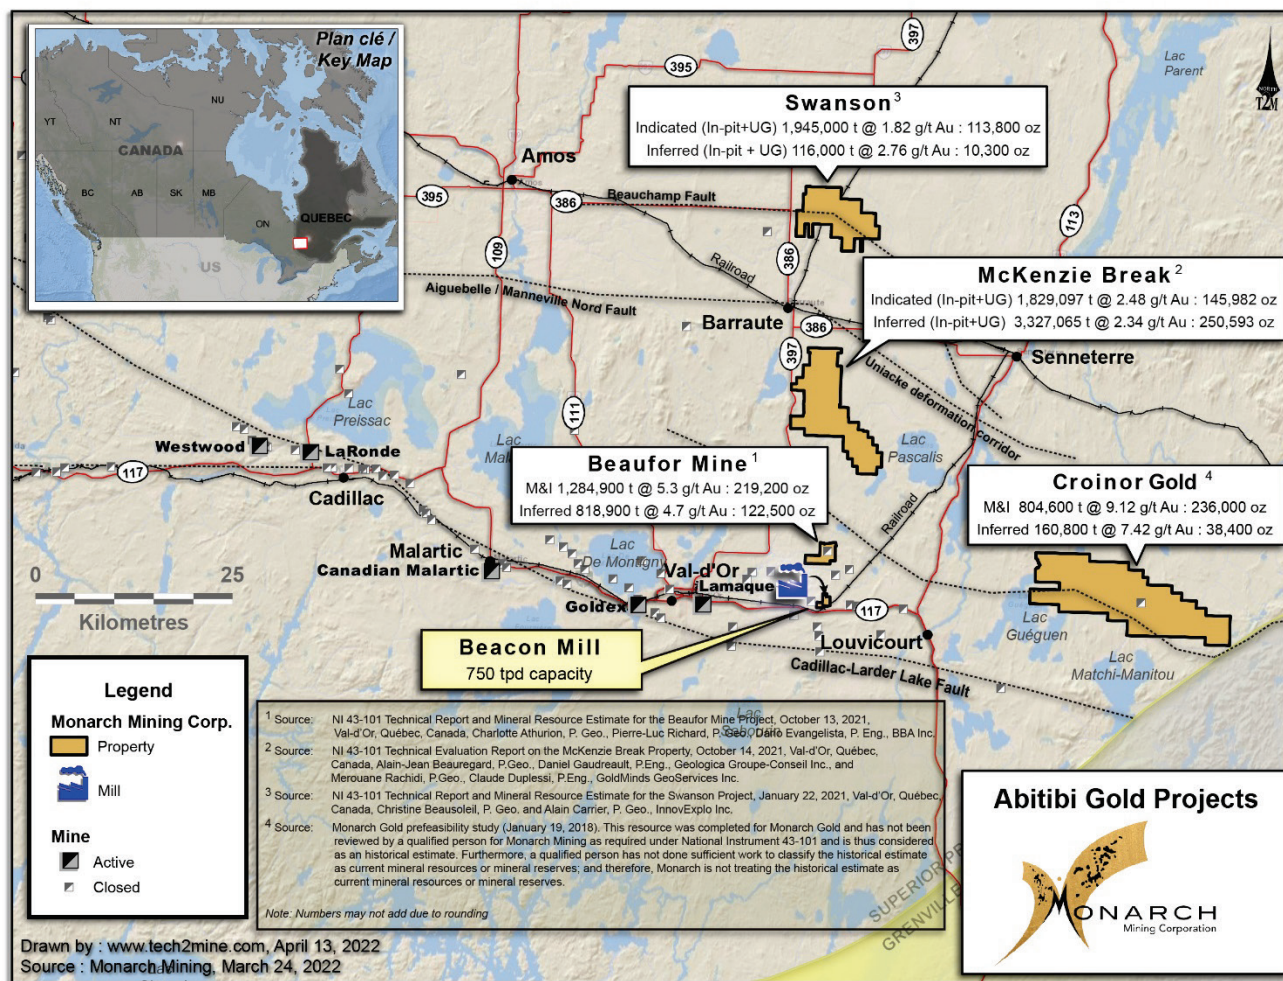 Plan clé /
Key Map
NU
YT
NT
CANADA
BC
AB
SK
MB
ON
QUEBEC
US
397
395
Lac
Parent
NORTH
T2M
Swanson 3
Indicated (In-pit+UG) 1,945,000 t @ 1.82 g/t Au : 113,800 oz
Inferred (In-pit + UG) 116,000 t @ 2.76 g/t Au : 10,300 oz
Amos
Amos
395
386
Beauchamp Fault
113
109
386
Railroad
Aiguebelle / Manneville Nord Fault
McKenzie Break 2
Indicated (In-pit+UG) 1,829,097 t @ 2.48 g/t Au : 145,982 oz
Inferred (In-pit+UG) 3,327,065 t @ 2.34 g/t Au : 250,593 oz
Barraute
386
397
Senneterre
Uniacke deformation corridor
Lac
Preissac
111
Westwood
LaRonde
Lac
Lac
Pascalis
117
Cadillac
Beaufor Mine 1
M&I 1,284,900 t @ 5.3 g/t Au : 219,200 oz
Inferred 818,900 t @ 4.7 g/t Au : 122,500 oz
Railroad
Croinor Gold 4
M&I 804,600 t @ 9.12 g/t Au : 236,000 oz
Inferred 160,800 t @ 7.42 g/t Au : 38,400 oz
Malartic
Canadian Malartic
Lac
De Montigny
Val-d'Or
Lamaque
Goldex
117
0 25
Kilometres
Louvicourt
Lac
Guéguen
Lac
Matchi-Manitou
Beacon Mill
750 tpd capacity
Cadillac-Larder Lake Fault
Legend
Monarch Mining Corp.
Property
Mill
Mine
Active
Closed
1 Source: NI 43-101 Technical Report and Mineral Resource Estimate for the Beaufor Mine Project, October 13, 2021,
Val-d'Or, Québec, Canada, Charlotte Athurion, P. Geo., Pierre-Luc Richard, P. Geo., Dario Evangelista, P. Eng., BBA Inc.
2 Source: NI 43-101 Technical Evaluation Report on the McKenzie Break Property, October 14, 2021, Val-d'Or, Québec,
Canada, Alain-Jean Beauregard, P.Geo., Daniel Gaudreault, P.Eng., Geologica Groupe-Conseil Inc., and
Merouane Rachidi, P.Geo., Claude Duplessi, P.Eng., GoldMinds GeoServices Inc.
3 Source: NI 43-101 Technical Report and Mineral Resource Estimate for the Swanson Project, January 22, 2021, Val-d'Or, Québec,
Canada, Christine Beausoleil, P. Geo. and Alain Carrier, P. Geo., InnovExplo Inc.
4 Source: Monarch Gold prefeasibility study (January 19, 2018). This resource was completed for Monarch Gold and has not been
reviewed by a qualified person for Monarch Mining as required under National Instrument 43-101 and is thus considered
as an historical estimate. Furthermore, a qualified person has not done sufficient work to classify the historical estimate
as current mineral resources or mineral reserves; and therefore, Monarch is not treating the historical estimate as
current mineral resources or mineral reserves.
Note: Numbers may not add due to rounding
SUPERIOR
GRENVILLE
Abitibi Gold Projects
MONARCH
Mining Corporation
Drawn by : www.tech2mine.com, April 13, 2022
Source : Monarch Mining, March 24, 2022